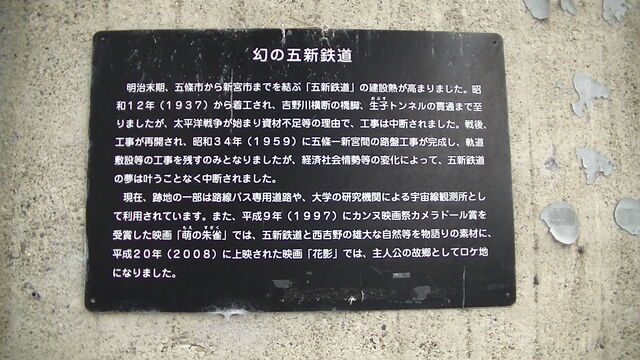 幻の五新鉄道
明治末期、五條市から新宮市までを結ぶ「五新鉄道」の建設熱が高まりました。昭
和12年（1937）から着工され、吉野川横断の橋脚、生子トンネルの貫通まで至
りましたが、太平洋戦争が始まり資材不足等の理由で、工事は中断されました。戦後、
工事が再開され、昭和34年（1959）に五條ー新宮間の路盤工事が完成し、軌道
敷設等の工事を残すのみとなりましたが、経済社会情勢等の変化によって、五新鉄道
の夢は叶うことなく中断されました。
現在、跡地の一部は路線バス専用道路や、大学の研究機関による宇宙線観測所とし
て利用されています。また、平成9年（1997）にカンヌ映画祭カメラドール賞を
受賞した映画「萌の朱雀」では、五新鉄道と西吉野の雄大な自然等を物語りの素材に、
平成20年（2008）に上映された映画「花影」では、主人公の故郷としてロケ地
になりました。